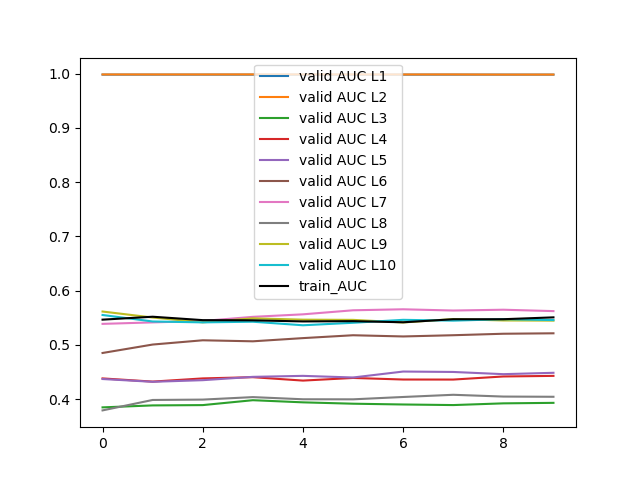 1.0
0.9
0.8
0.7
0.6
0.5
0.4
0 2 4 6 8
valid AUC L1
valid AUC L2
valid AUC L3
valid AUC L4
valid AUC L5
valid AUC L6
valid AUC L7
valid AUC L8
valid AUC L9
valid AUC L10
train_AUC